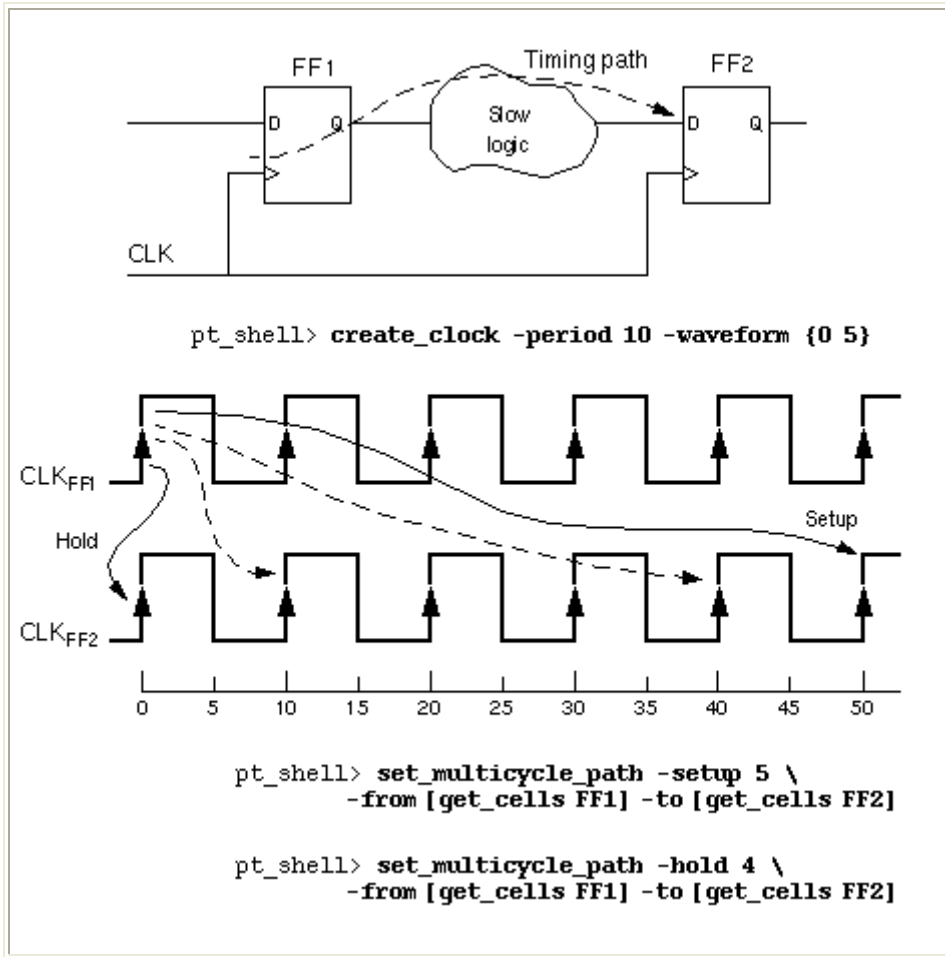 Timing path
FF1
FF2
D Q
Slow
logic
D Q
CLK
pt_shell> create_clock -period 10 -waveform {0 5}
CLKFF1
Setup
Hold
CLKFF2
0 5 10 15 20 25 30 35 40 45 50
pt_shell> set_multicycle_path -setup 5 \
-from [get_cells FF1] -to [get_cells FF2]
pt_shell> set_multicycle_path -hold 4 \
-from [get_cells FF1] -to [get_cells FF2]